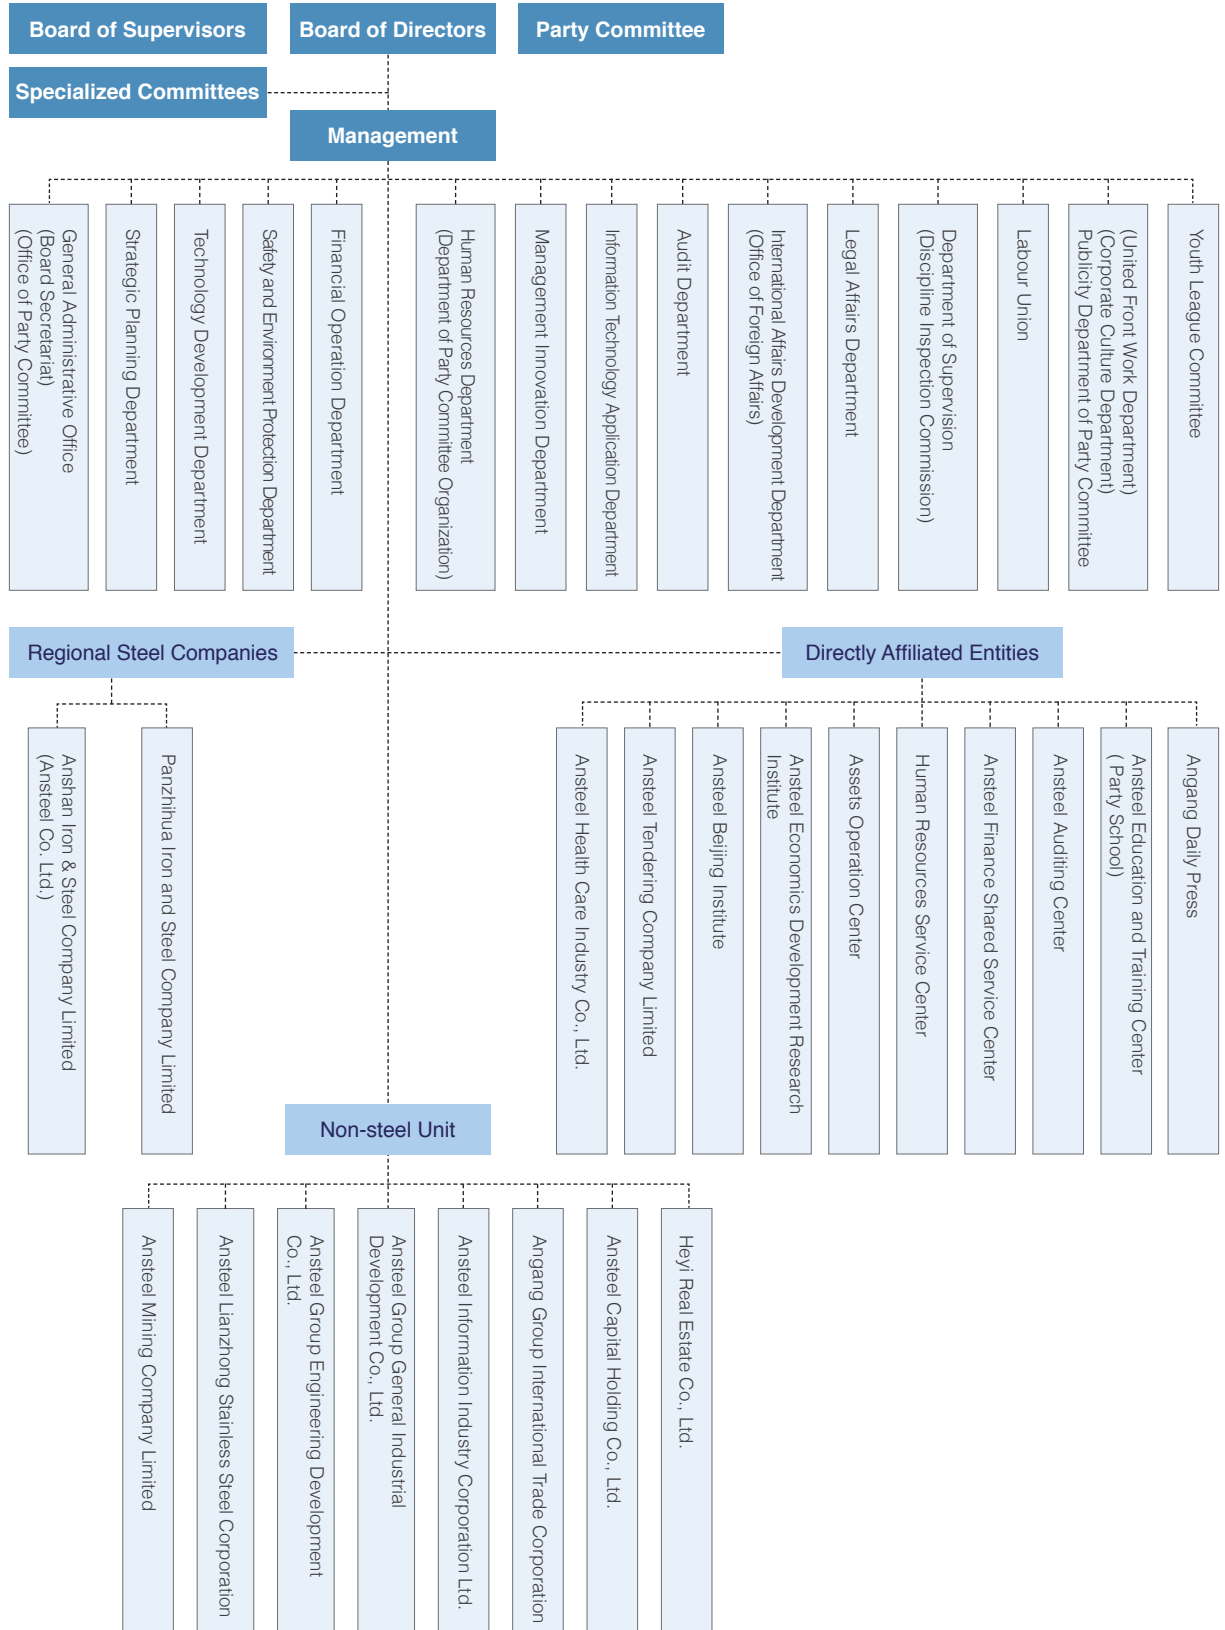 Board of Supervisors
Board of Directors
Party Committee
Specialized Committees
Management
General Administrative Office
(Board Secretariat)
(Office of Party Committee)
Strategic Planning Department
Technology Development Department
Safety and Environment Protection Department
Financial Operation Department
Human Resources Department
(Department of Party Committee Organization)
Management Innovation Department
Information Technology Application Department
Audit Department
International Affairs Development Department
(Office of Foreign Affairs)
Legal Affairs Department
Department of Supervision
(Discipline Inspection Commission)
Labour Union
(United Front Work Department)
(Corporate Culture Department)
Publicity Department of Party Committee
Youth League Committee
Regional Steel Companies
Directly Affiliated Entities
Anshan Iron & Steel Company Limited
(Ansteel Co. Ltd.)
Panzhihua Iron and Steel Company Limited
Ansteel Health Care Industry Co., Ltd.
Ansteel Tendering Company Limited
Ansteel Beijing Institute
Ansteel Economics Development Research
Institute
Assets Operation Center
Human Resources Service Center
Ansteel Finance Shared Service Center
Ansteel Auditing Center
Ansteel Education and Training Center
( Party School)
Angang Daily Press
Non-steel Unit
Ansteel Mining Company Limited
Ansteel Lianzhong Stainless Steel Corporation
Ansteel Group Engineering Development
Co., Ltd.
Ansteel Group General Industrial
Development Co., Ltd.
Ansteel Information Industry Corporation Ltd.
Angang Group International Trade Corporation
Ansteel Capital Holding Co., Ltd.
Heyi Real Estate Co., Ltd.